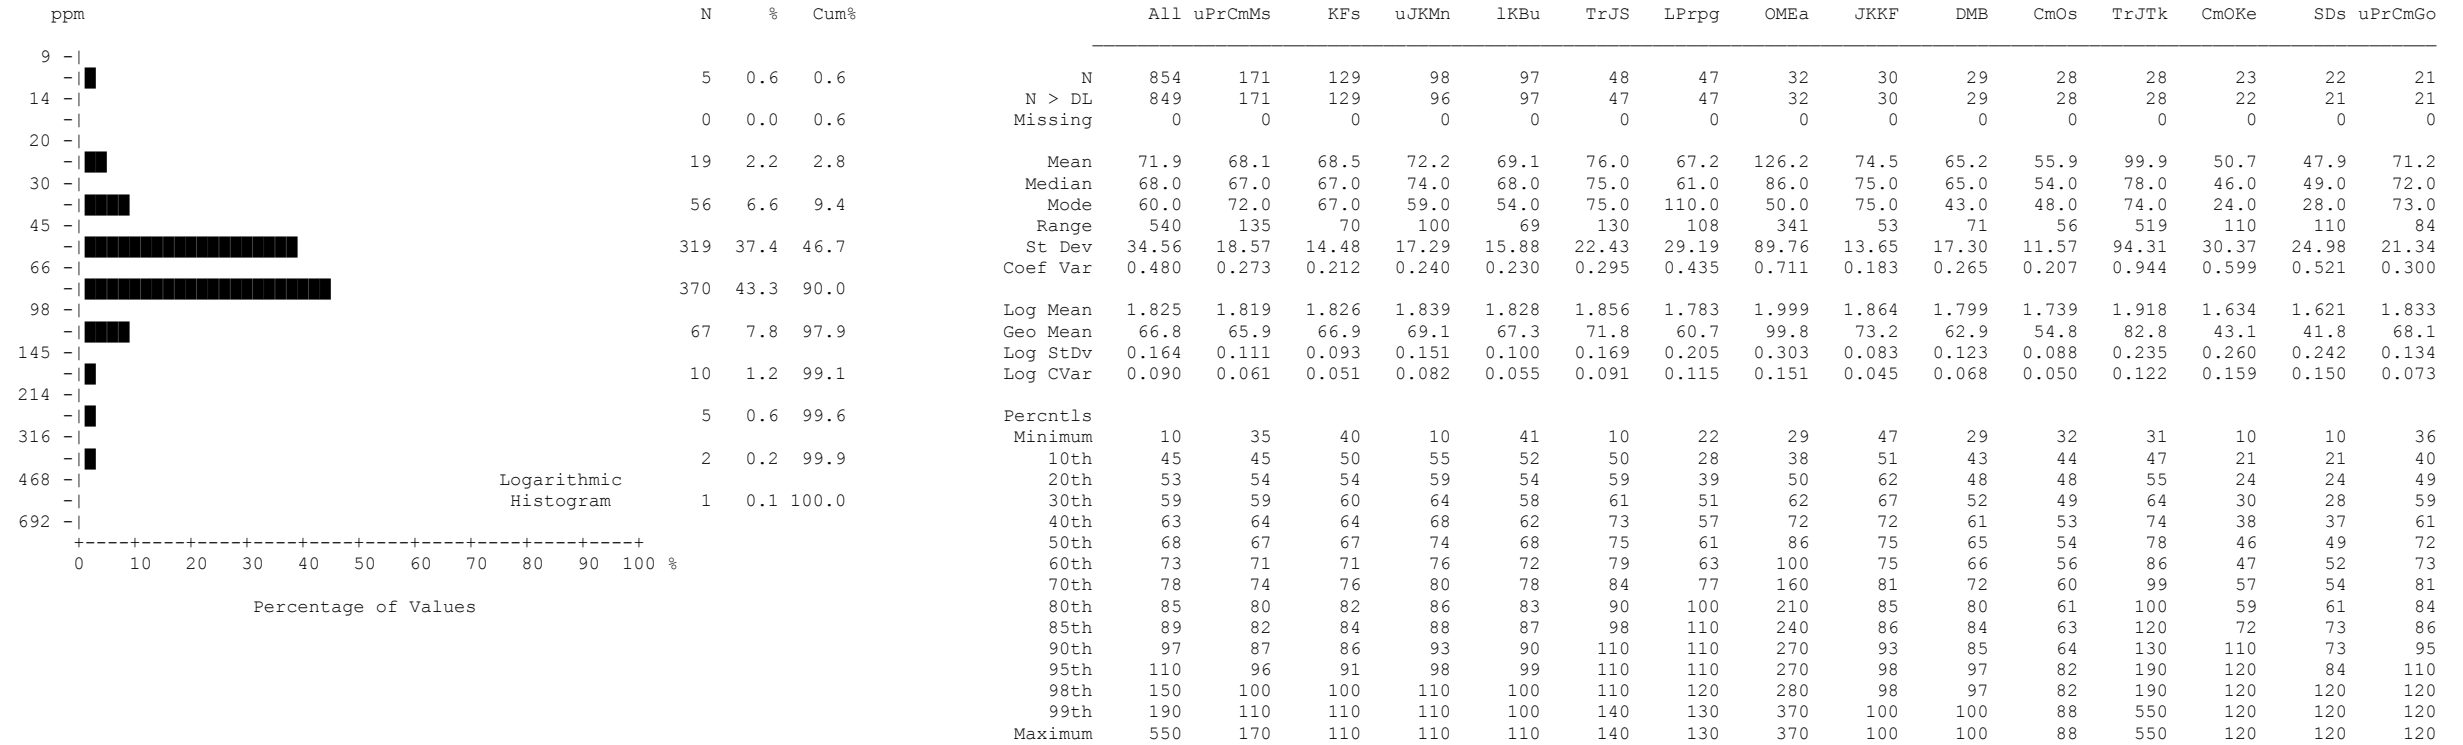 ppm N % Cum% All uPrCmMs KFs uJKMn lKBu TrJS LPrpg OMEa JKKF DMB CmOs TrJTk CmOKe SDs uPrCmGo
9 -|
-| 5 0.6 0.6 N 854 171 129 98 97 48 47 32 30 29 28 28 23 22 21
14 -| N > DL 849 171 129 96 97 47 47 32 30 29 28 28 22 21 21
-| 0 0.0 0.6 Missing 0 0 0 0 0 0 0 0 0 0 0 0 0 0 0
20 -|
-| 19 2.2 2.8 Mean 71.9 68.1 68.5 72.2 69.1 76.0 67.2 126.2 74.5 65.2 55.9 99.9 50.7 47.9 71.2
30 -| Median 68.0 67.0 67.0 74.0 68.0 75.0 61.0 86.0 75.0 65.0 54.0 78.0 46.0 49.0 72.0
-| 56 6.6 9.4 Mode 60.0 72.0 67.0 59.0 54.0 75.0 110.0 50.0 75.0 43.0 48.0 74.0 24.0 28.0 73.0
45 -| Range 540 135 70 100 69 130 108 341 53 71 56 519 110 110 84
-| 319 37.4 46.7 St Dev 34.56 18.57 14.48 17.29 15.88 22.43 29.19 89.76 13.65 17.30 11.57 94.31 30.37 24.98 21.34
66 -| Coef Var 0.480 0.273 0.212 0.240 0.230 0.295 0.435 0.711 0.183 0.265 0.207 0.944 0.599 0.521 0.300
-| 370 43.3 90.0
98 -| Log Mean 1.825 1.819 1.826 1.839 1.828 1.856 1.783 1.999 1.864 1.799 1.739 1.918 1.634 1.621 1.833
-| 67 7.8 97.9 Geo Mean 66.8 65.9 66.9 69.1 67.3 71.8 60.7 99.8 73.2 62.9 54.8 82.8 43.1 41.8 68.1
145 -| Log StDv 0.164 0.111 0.093 0.151 0.100 0.169 0.205 0.303 0.083 0.123 0.088 0.235 0.260 0.242 0.134
-| 10 1.2 99.1 Log CVar 0.090 0.061 0.051 0.082 0.055 0.091 0.115 0.151 0.045 0.068 0.050 0.122 0.159 0.150 0.073
214 -|
-| 5 0.6 99.6 Percntls
316 -| Minimum 10 35 40 10 41 10 22 29 47 29 32 31 10 10 36
-| 2 0.2 99.9 10th 45 45 50 55 52 50 28 38 51 43 44 47 21 21 40
468 -| Logarithmic 20th 53 54 54 59 54 59 39 50 62 48 48 55 24 24 49
-| Histogram 1 0.1 100.0 30th 59 59 60 64 58 61 51 62 67 52 49 64 30 28 59
692 -| 40th 63 64 64 68 62 73 57 72 72 61 53 74 38 37 61
+----+----+----+----+----+----+----+----+----+----+ 50th 68 67 67 74 68 75 61 86 75 65 54 78 46 49 72
0 10 20 30 40 50 60 70 80 90 100 % 60th 73 71 71 76 72 79 63 100 75 66 56 86 47 52 73
70th 78 74 76 80 78 84 77 160 81 72 60 99 57 54 81
Percentage of Values 80th 85 80 82 86 83 90 100 210 85 80 61 100 59 61 84
85th 89 82 84 88 87 98 110 240 86 84 63 120 72 73 86
90th 97 87 86 93 90 110 110 270 93 85 64 130 110 73 95
95th 110 96 91 98 99 110 110 270 98 97 82 190 120 84 110
98th 150 100 100 110 100 110 120 280 98 97 82 190 120 120 120
99th 190 110 110 110 100 140 130 370 100 100 88 550 120 120 120
Maximum 550 170 110 110 110 140 130 370 100 100 88 550 120 120 120